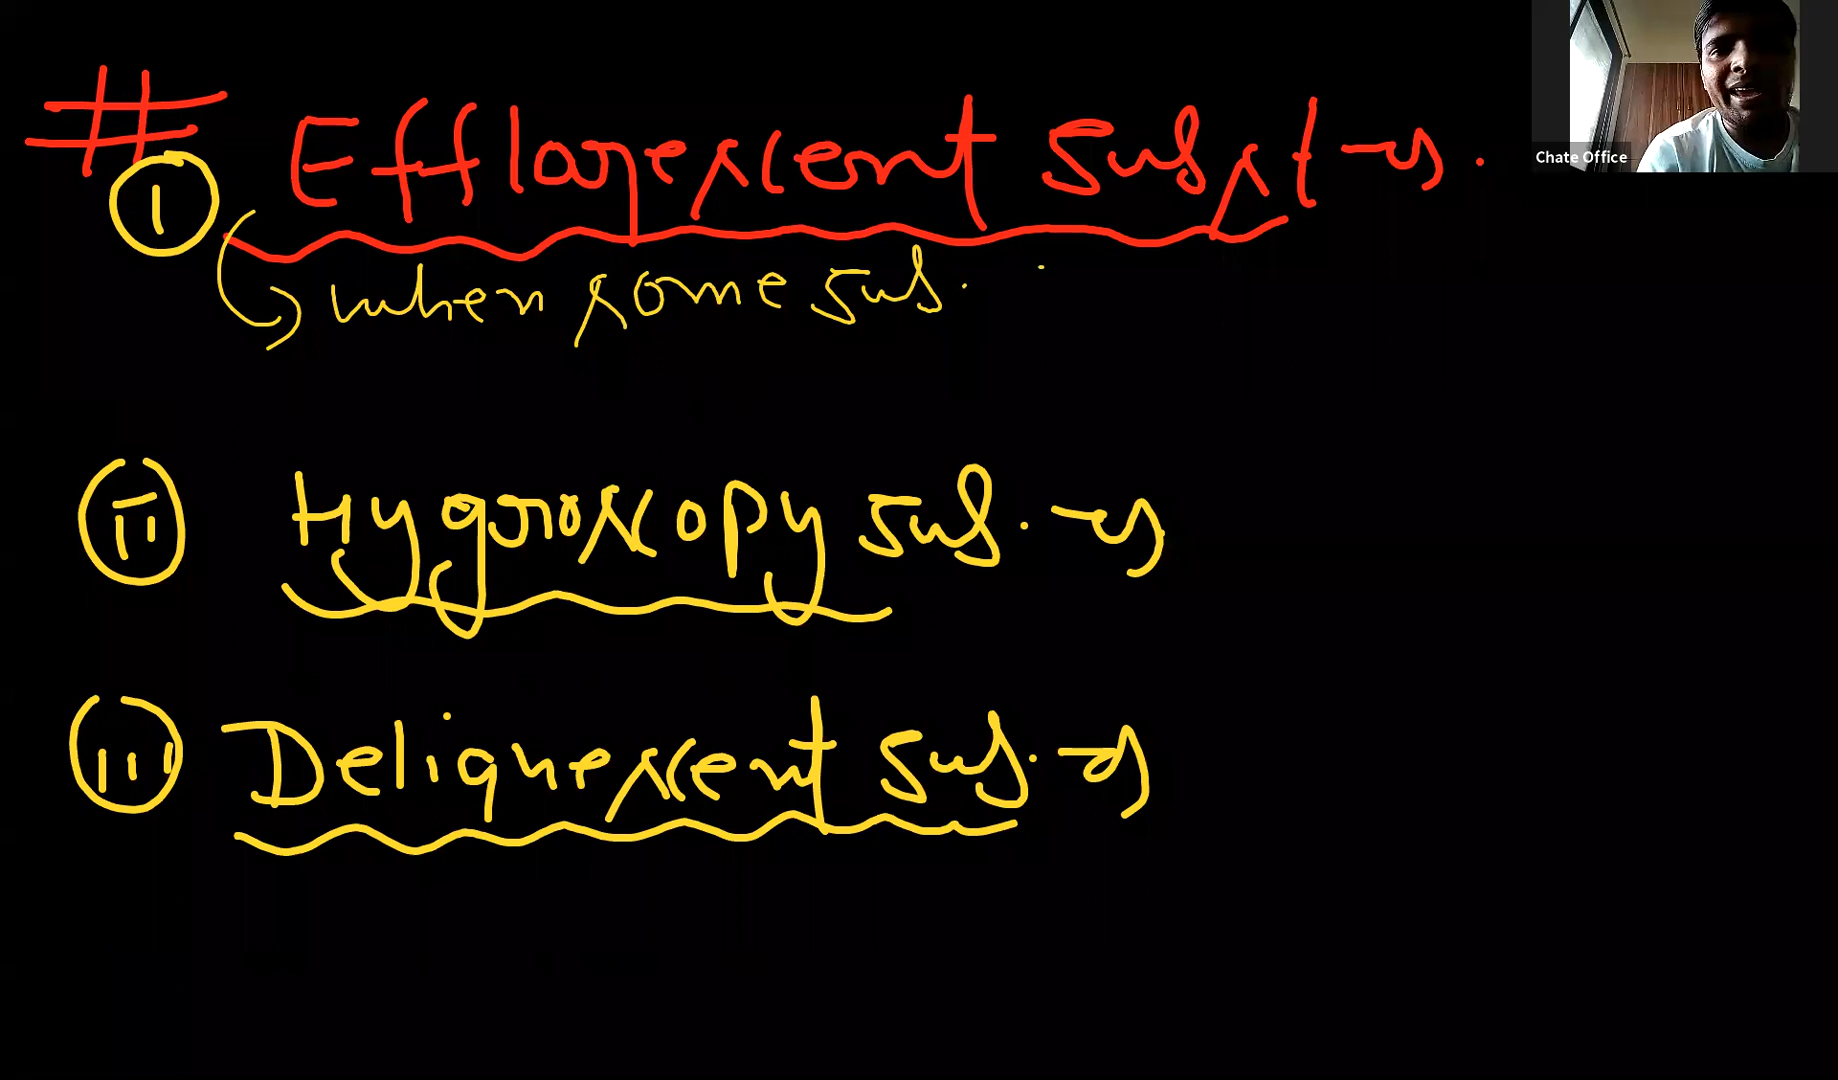 # Chate Office
① Efflorescent Subst →
when some sub.
ⅱ Hygroscopy sub. →
ⅲ Deliquescent sub. →